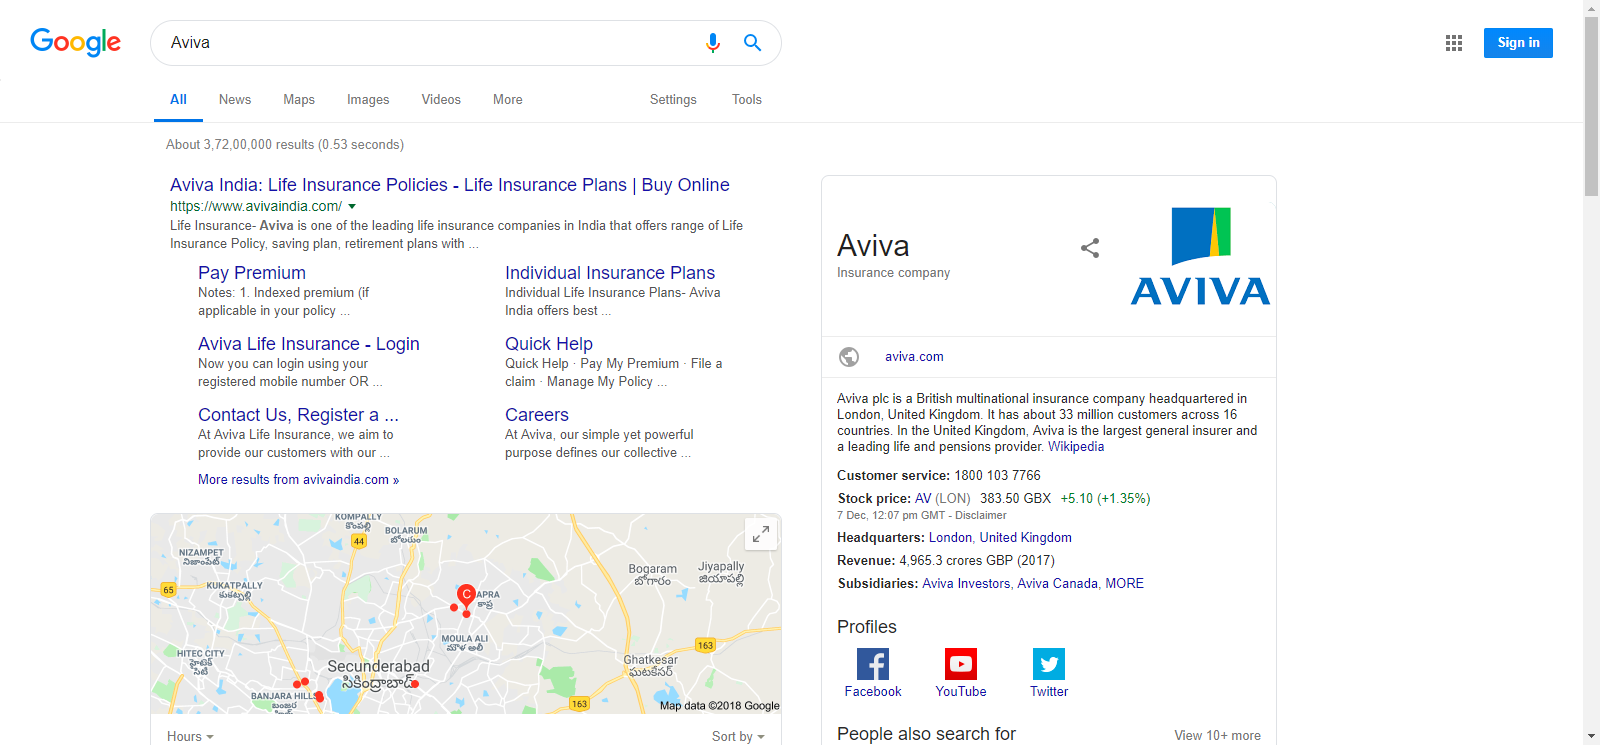 Google
Aviva
Sign in
All
News
Maps
Images
Videos
More
Settings
Tools
About 3,72,00,000 results (0.53 seconds)
Aviva India: Life Insurance Policies - Life Insurance Plans | Buy Online
https://www.avivaindia.com/
Life Insurance- Aviva is one of the leading life insurance companies in India that offers range of Life
Insurance Policy, saving plan, retirement plans with ...
Pay Premium
Notes: 1. Indexed premium (if
applicable in your policy ...
Individual Insurance Plans
Individual Life Insurance Plans- Aviva
India offers best ...
Aviva Life Insurance - Login
Now you can login using your
registered mobile number OR ...
Quick Help
Quick Help · Pay My Premium · File a
claim · Manage My Policy ...
Contact Us, Register a ...
At Aviva Life Insurance, we aim to
provide our customers with our ...
Careers
At Aviva, our simple yet powerful
purpose defines our collective ...
More results from avivaindia.com »
KOMPALLY
కొంపల్లి
BOLARUM
బోలరుం
44
NIZAMPET
నిజాంపేట్
KUKATPALLY
కుకట్పల్లి
65
C
APRA
కాప్రా
Bogaram
బోగారం
Jiyapally
జియాపల్లి
MOULA ALI
మౌళ అలీ
163
HITEC CITY
హైటెక్
సిటీ
Secunderabad
సికింద్రాబాద్
Ghatkesar
ఘటకేసర్
BANJARA HILLS
బంజర
హిల్స్
163
Map data ©2018 Google
Hours
Sort by
Aviva
Insurance company
AVIVA
aviva.com
Aviva plc is a British multinational insurance company headquartered in
London, United Kingdom. It has about 33 million customers across 16
countries. In the United Kingdom, Aviva is the largest general insurer and
a leading life and pensions provider. Wikipedia
Customer service: 1800 103 7766
Stock price: AV (LON) 383.50 GBX +5.10 (+1.35%)
7 Dec, 12:07 pm GMT - Disclaimer
Headquarters: London, United Kingdom
Revenue: 4,965.3 crores GBP (2017)
Subsidiaries: Aviva Investors, Aviva Canada, MORE
Profiles
Facebook
YouTube
Twitter
People also search for
View 10+ more